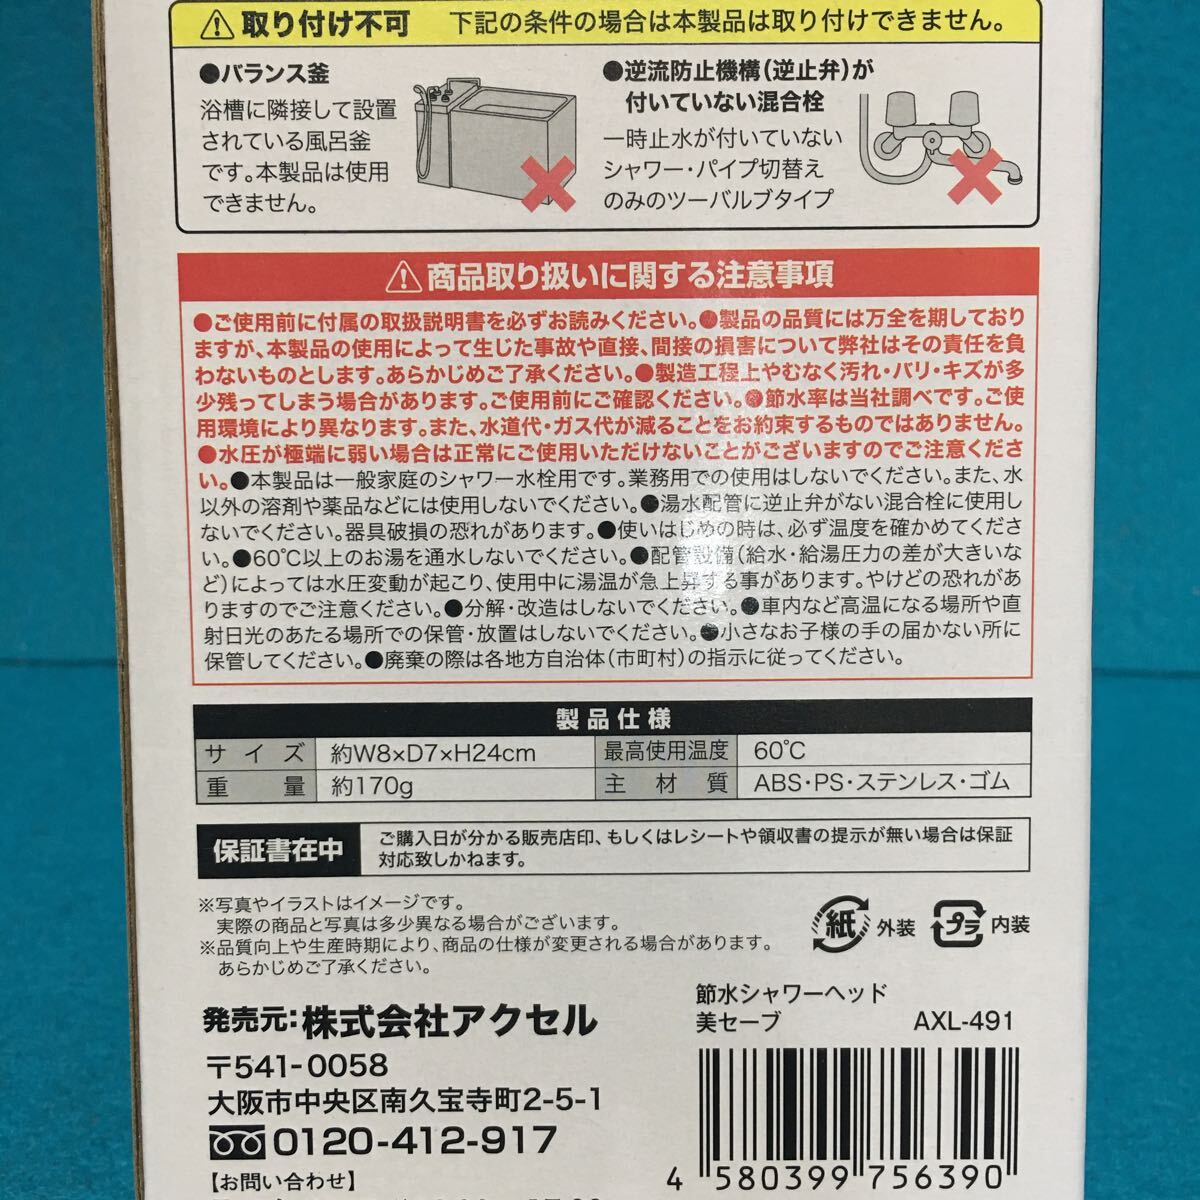 取り付け不可 下記の条件の場合は本製品は取り付けできません。
●バランス釜
浴槽に隣接して設置
されている風呂釜
です。本製品は使用
できません。
●逆流防止機構(逆止弁)が
付いていない混合栓
一時止水が付いていない
シャワー・パイプ切替え
のみのツーバルブタイプ
商品取り扱いに関する注意事項
●ご使用前に付属の取扱説明書を必ずお読みください。●製品の品質には万全を期しており
ますが、本製品の使用によって生じた事故や直接、間接の損害について弊社はその責任を負
わないものとします。あらかじめご了承ください。●製造工程上やむなく汚れ・バリ・キズが多
少残ってしまう場合があります。ご使用前にご確認ください。●節水率は当社調べです。ご使
用環境により異なります。また、水道代・ガス代が減ることをお約束するものではありません。
●水圧が極端に弱い場合は正常にご使用いただけないことがございますのでご注意くださ
い。●本製品は一般家庭のシャワー水栓用です。業務用での使用はしないでください。また、水
以外の溶剤や薬品などには使用しないでください。●湯水配管に逆止弁がない混合栓に使用し
ないでください。器具破損の恐れがあります。●使いはじめの時は、必ず温度を確かめてくださ
い。●60℃以上のお湯を通水しないでください。●配管設備(給水・給湯圧力の差が大きいな
ど)によっては水圧変動が起こり、使用中に湯温が急上昇する事があります。やけどの恐れがあ
りますのでご注意ください。●分解・改造はしないでください。●車内など高温になる場所や直
射日光のあたる場所での保管・放置はしないでください。●小さなお子様の手の届かない所に
保管してください。●廃棄の際は各地方自治体(市町村)の指示に従ってください。
製品仕様
サイズ 約W8×D7×H24cm 最高使用温度 60℃
重量 約170g 主材質 ABS・PS・ステンレス・ゴム
保証書在中
ご購入日が分かる販売店印、もしくはレシートや領収書の提示が無い場合は保証
対応致しかねます。
※写真やイラストはイメージです。
実際の商品と写真は多少異なる場合がございます。
※品質向上や生産時期により、商品の仕様が変更される場合があります。
あらかじめご了承ください。
紙 外装 プラ 内装
発売元:株式会社アクセル
〒541-0058
大阪市中央区南久宝寺町2-5-1
0120-412-917
【お問い合わせ】
節水シャワーヘッド
美セーブ AXL-491
4 580399 756390